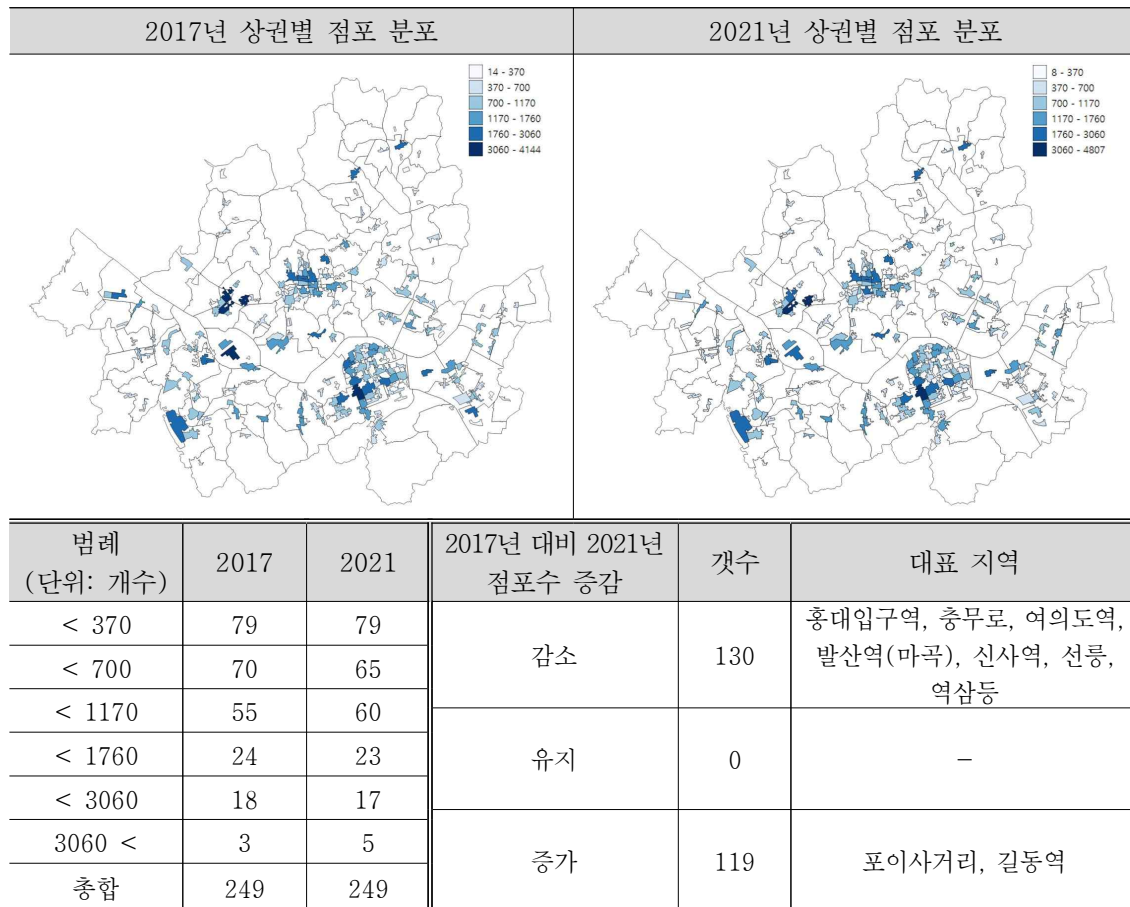 2017년 상권별 점포 분포
2021년 상권별 점포 분포
14 - 370
370 - 700
700 - 1170
1170 - 1760
1760 - 3060
3060 - 4144
8 - 370
370 - 700
700 - 1170
1170 - 1760
1760 - 3060
3060 - 4807
범례
(단위: 개수)
2017
2021
2017년 대비 2021년
점포수 증감
갯수
대표 지역
< 370
79
79
< 700
70
65
< 1170
55
60
< 1760
24
23
< 3060
18
17
3060 <
3
5
총합
249
249
감소
130
홍대입구역, 충무로, 여의도역,
발산역(마곡), 신사역, 선릉,
역삼등
유지
0
–
증가
119
포이사거리, 길동역